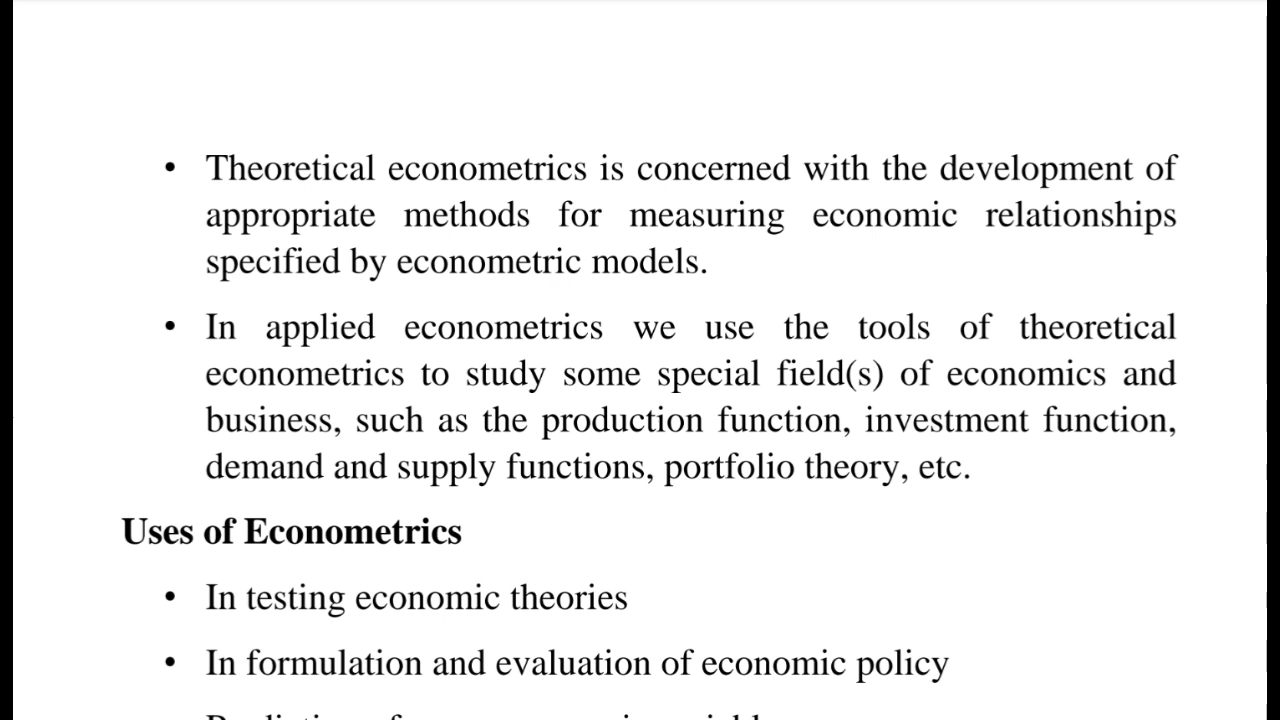 • Theoretical econometrics is concerned with the development of
appropriate methods for measuring economic relationships
specified by econometric models.
• In applied econometrics we use the tools of theoretical
econometrics to study some special field(s) of economics and
business, such as the production function, investment function,
demand and supply functions, portfolio theory, etc.
Uses of Econometrics
• In testing economic theories
• In formulation and evaluation of economic policy